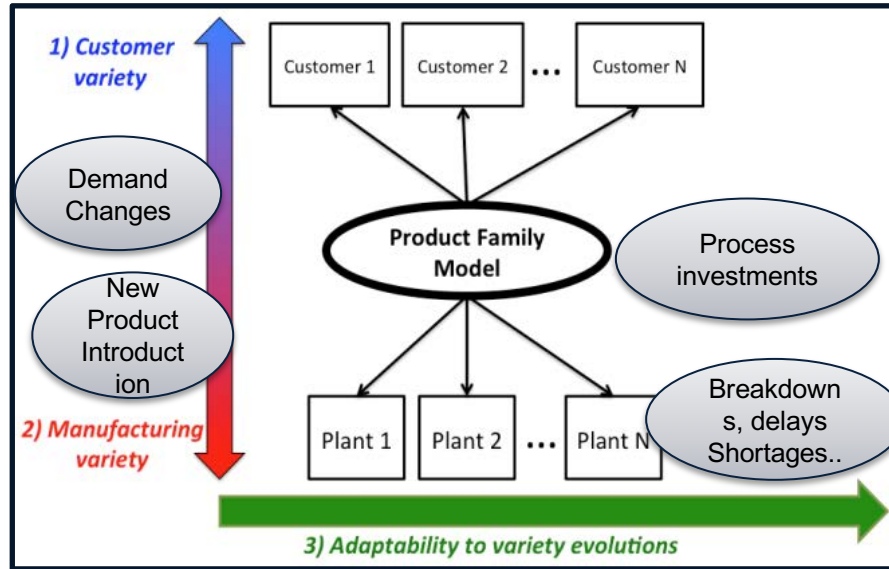 1) Customer
variety
Customer 1
Customer 2
...
Customer N
Demand
Changes
Product Family
Model
Process
investments
New
Product
Introduct
ion
Breakdown
s, delays
Shortages..
2) Manufacturing
variety
Plant 1
Plant 2
...
Plant N
3) Adaptability to variety evolutions